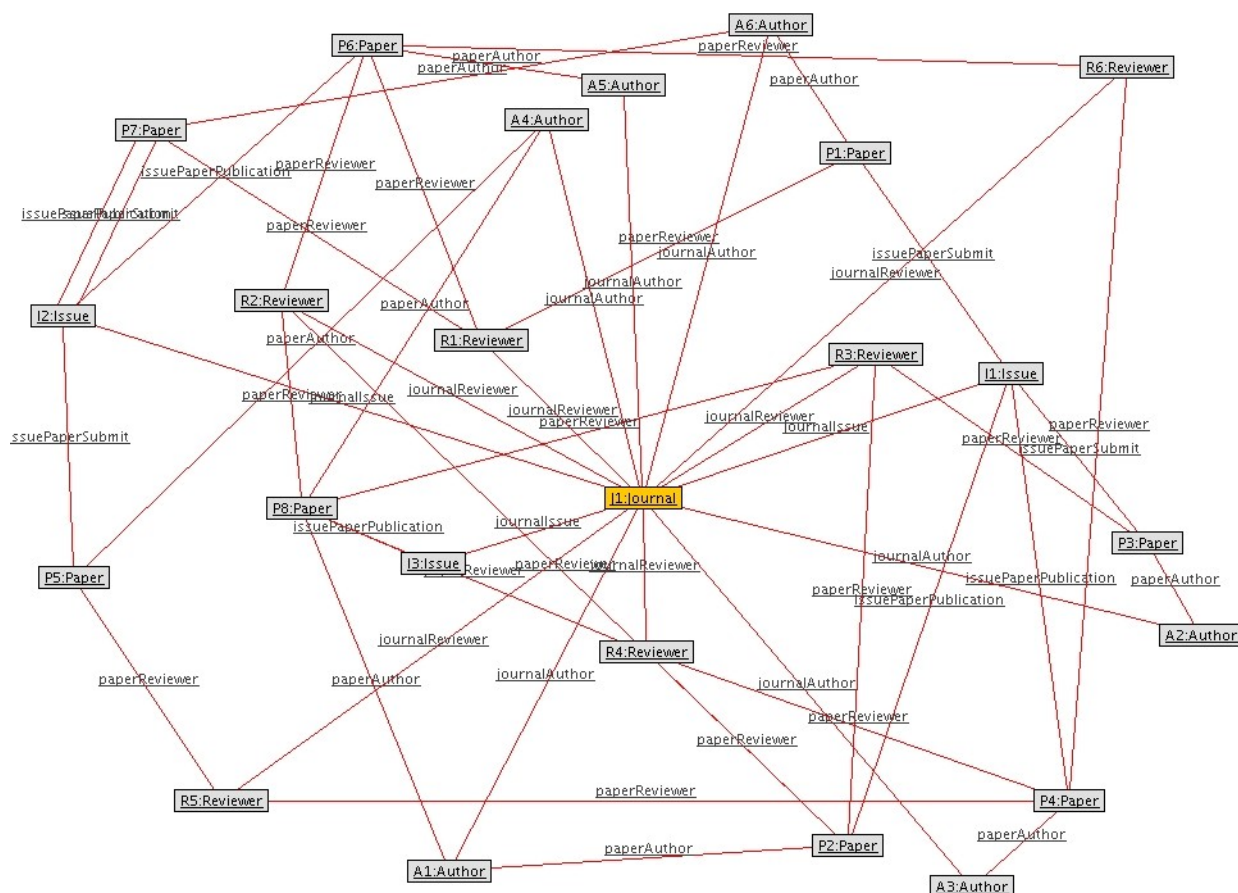 A6:Author
P6:Paper
paperReviewer
paperAuthor
paperAuthor
R6:Reviewer
A5:Author
paperAuthor
A4:Author
P7:Paper
P1:Paper
paperReviewer
issuePaperPublication
paperReviewer
issuePaperSubmit
paperReviewer
paperReviewer
journalAuthor
issuePaperSubmit
journalReviewer
paperAuthor
journalAuthor
R2:Reviewer
journalAuthor
I2:Issue
paperAuthor
R1:Reviewer
R3:Reviewer
I1:Issue
journalReviewer
paperReviewer
journalIssue
journalReviewer
journalReviewer
paperReviewer
journalIssue
paperReviewer
issuePaperSubmit
paperReviewer
issuePaperSubmit
J1:Journal
P8:Paper
issuePaperPublication
journalIssue
P3:Paper
journalAuthor
I3:Issue
paperReviewer
journalReviewer
paperReviewer
P5:Paper
issuePaperPublication
paperAuthor
paperReviewer
issuePaperPublication
A2:Author
journalReviewer
R4:Reviewer
paperReviewer
paperAuthor
journalAuthor
journalAuthor
paperReviewer
paperReviewer
R5:Reviewer
paperReviewer
P4:Paper
paperAuthor
P2:Paper
paperAuthor
A1:Author
A3:Author